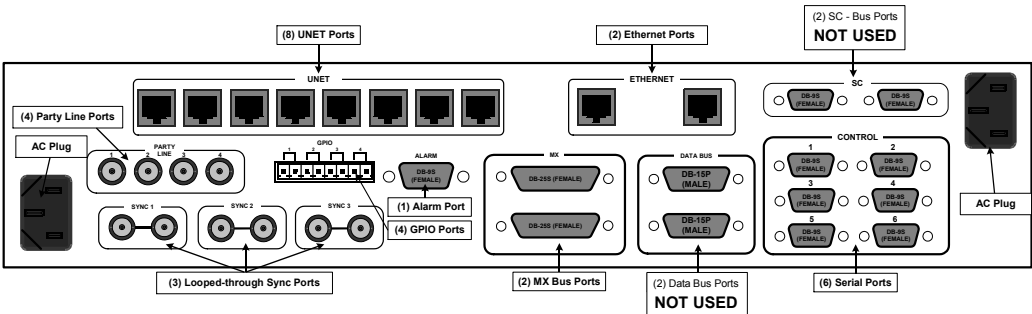 (2) SC - Bus Ports
NOT USED
(8) UNET Ports
(2) Ethernet Ports
UNET
ETHERNET
SC
DB-9S
(FEMALE)
DB-9S
(FEMALE)
(4) Party Line Ports
AC Plug
PARTY
LINE
1 2 3 4
GPIO
1 2 3 4
ALARM
DB-9S
(FEMALE)
(1) Alarm Port
(4) GPIO Ports
SYNC 1
SYNC 2
SYNC 3
(3) Looped-through Sync Ports
MX
DB-25S (FEMALE)
DB-25S (FEMALE)
(2) MX Bus Ports
DATA BUS
DB-15P
(MALE)
DB-15P
(MALE)
(2) Data Bus Ports
NOT USED
CONTROL
1 2
DB-9S
(FEMALE)
DB-9S
(FEMALE)
3 4
DB-9S
(FEMALE)
DB-9S
(FEMALE)
5 6
DB-9S
(FEMALE)
DB-9S
(FEMALE)
(6) Serial Ports
AC Plug